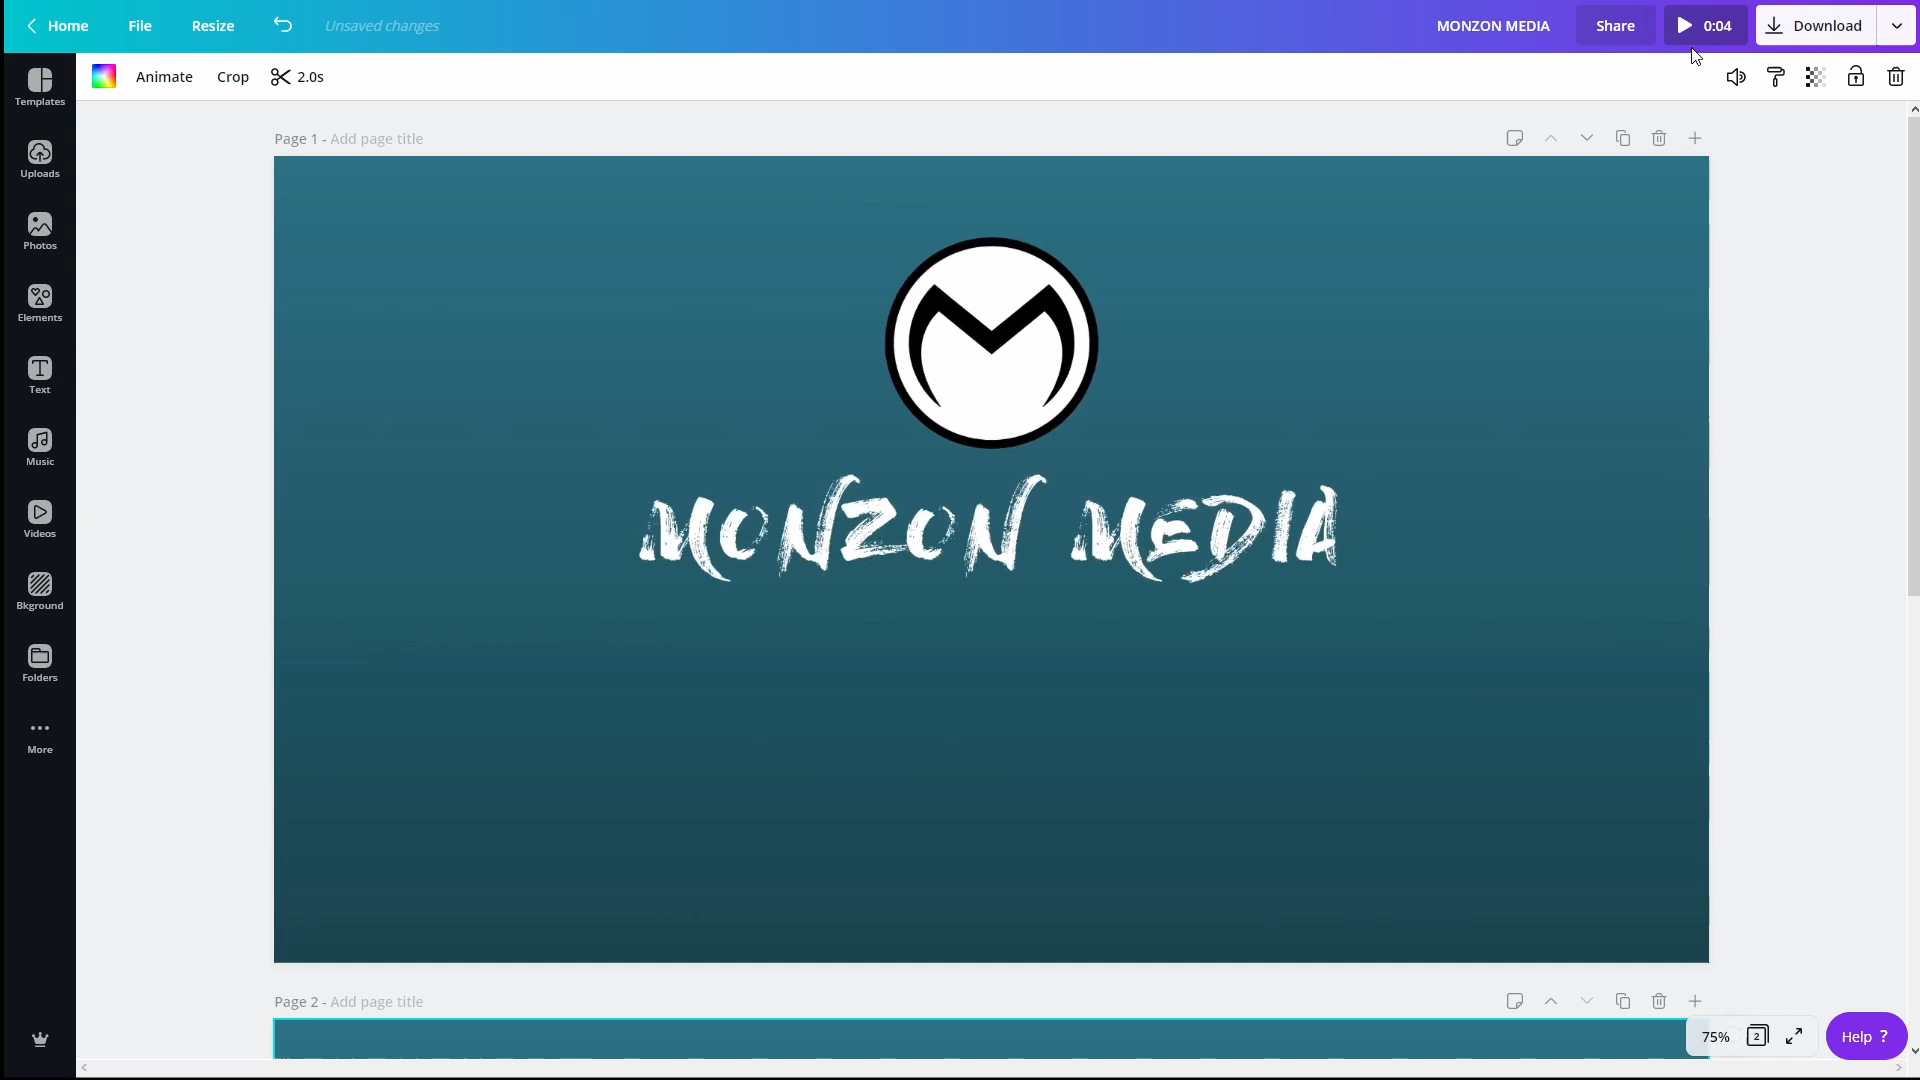 Home File Resize Unsaved changes MONZON MEDIA Share 0:04 Download
Animate Crop 2.0s
Templates
Uploads
Photos
Elements
Text
Music
Videos
Bkground
Folders
More
Page 1 - Add page title
MONZON MEDIA
Page 2 - Add page title
75% 2 Help ?